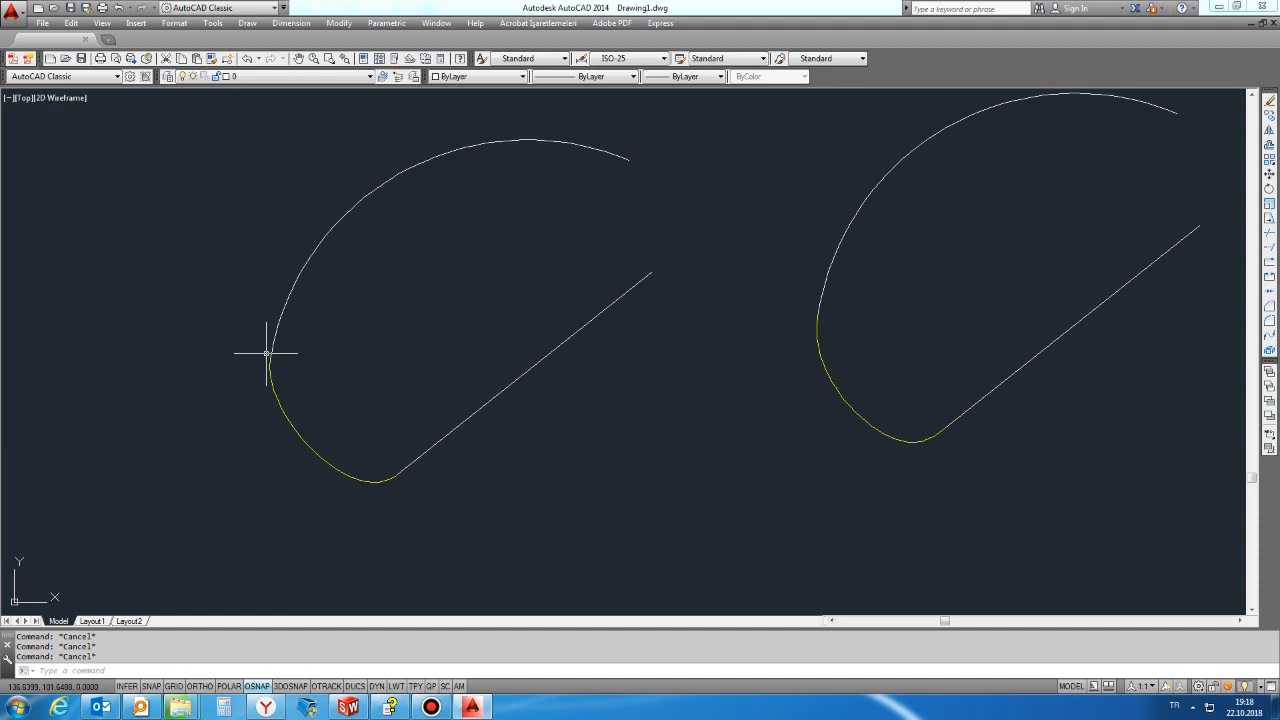 AutoCAD Classic
Autodesk AutoCAD 2014 Drawing1.dwg
Type a keyword or phrase
Sign In
File Edit View Insert Format Tools Draw Dimension Modify Parametric Window Help Acrobat İşaretlemeleri Adobe PDF Express
Standard ISO-25 Standard Standard
AutoCAD Classic 0 ByLayer ByLayer ByLayer ByColor
[−][Top][2D Wireframe]
Y
X
Model Layout1 Layout2
Command: *Cancel*
Command: *Cancel*
Command: *Cancel*
Type a command
136.6399, 101.6488, 0.0000 INFER SNAP GRID ORTHO POLAR OSNAP 3DOSNAP OTRACK DUCS DYN LWT TPY QP SC AM MODEL 1:1
TR 19:18
22.10.2018